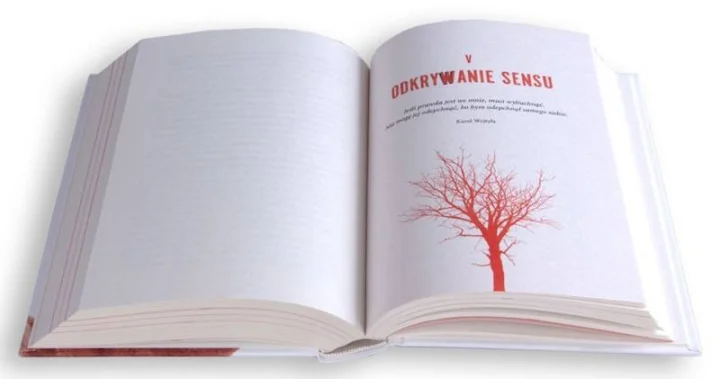 V
ODKRYWANIE SENSU
Jeśli prawda jest we mnie, musi wybuchnąć.
Nie mogę jej odepchnąć, bo bym odepchnął samego siebie.
Karol Wojtyła